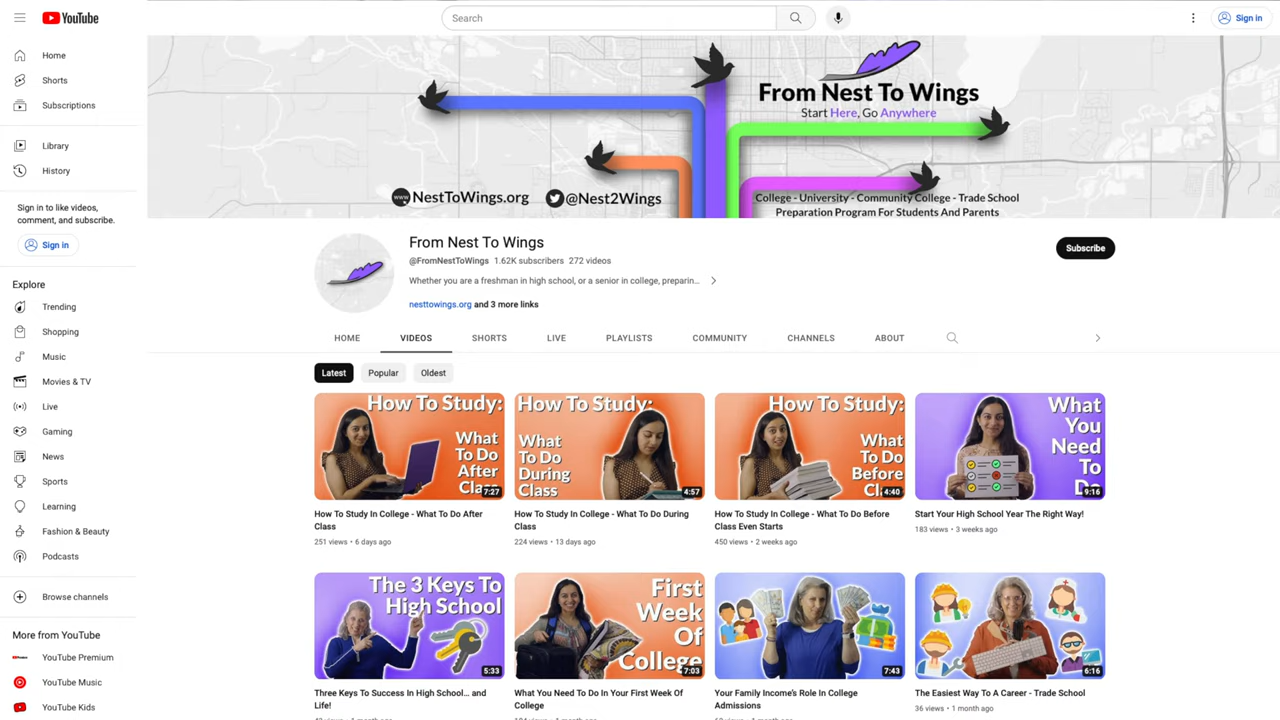 YouTube
Search
Sign in
Home
Shorts
Subscriptions
Library
History
Sign in to like videos,
comment, and subscribe.
Sign in
Explore
Trending
Shopping
Music
Movies & TV
Live
Gaming
News
Sports
Learning
Fashion & Beauty
Podcasts
Browse channels
More from YouTube
YouTube Premium
YouTube Music
YouTube Kids
From Nest To Wings
Start Here, Go Anywhere
www NestToWings.org
@Nest2Wings
College - University - Community College - Trade School
Preparation Program For Students And Parents
From Nest To Wings
@FromNestToWings 1.62K subscribers 272 videos
Whether you are a freshman in high school, or a senior in college, preparin...
nesttowings.org and 3 more links
Subscribe
HOME VIDEOS SHORTS LIVE PLAYLISTS COMMUNITY CHANNELS ABOUT
Latest Popular Oldest
How To Study:
What
To Do
After
Class
7:27
How To Study In College - What To Do After
Class
251 views • 6 days ago
How To Study:
What
To Do
During
Class
4:57
How To Study In College - What To Do During
Class
224 views • 13 days ago
How To Study:
What
To Do
Before
4:40
How To Study In College - What To Do Before
Class Even Starts
450 views • 2 weeks ago
What
You
Need
To
Do
9:16
Start Your High School Year The Right Way!
183 views • 3 weeks ago
The 3 Keys To
High School
5:33
Three Keys To Success In High School... and
Life!
First
Week
Of
College
7:03
What You Need To Do In Your First Week Of
College
7:43
Your Family Income's Role In College
Admissions
6:16
The Easiest Way To A Career - Trade School
36 views • 1 month ago